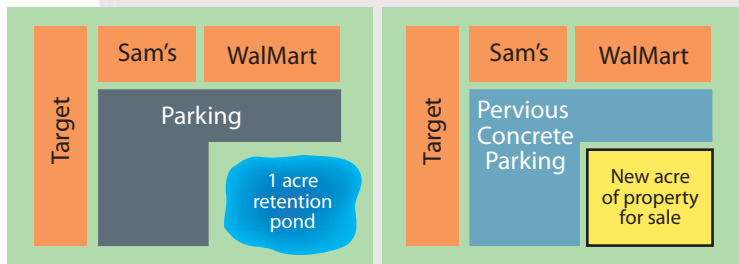 Target
Sam’s
WalMart
Parking
1 acre
retention
pond
Target
Sam’s
WalMart
Pervious
Concrete
Parking
New acre
of property
for sale